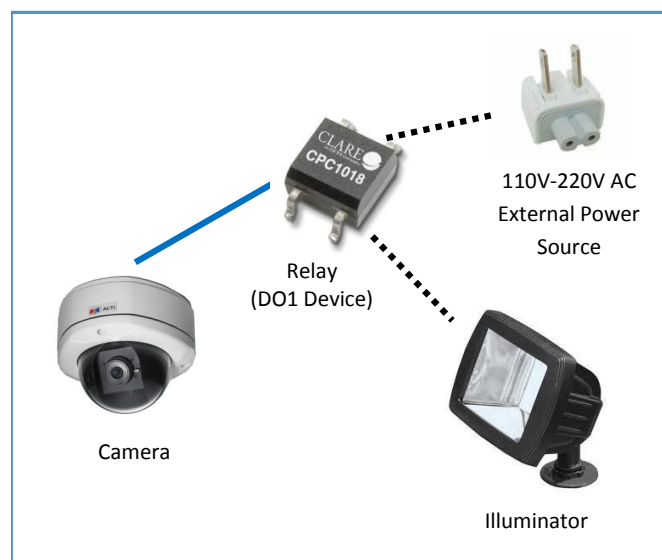 CLARE
CPC1018
110V-220V AC
External Power
Source
Relay
(DO1 Device)
ACTi
Camera
Illuminator